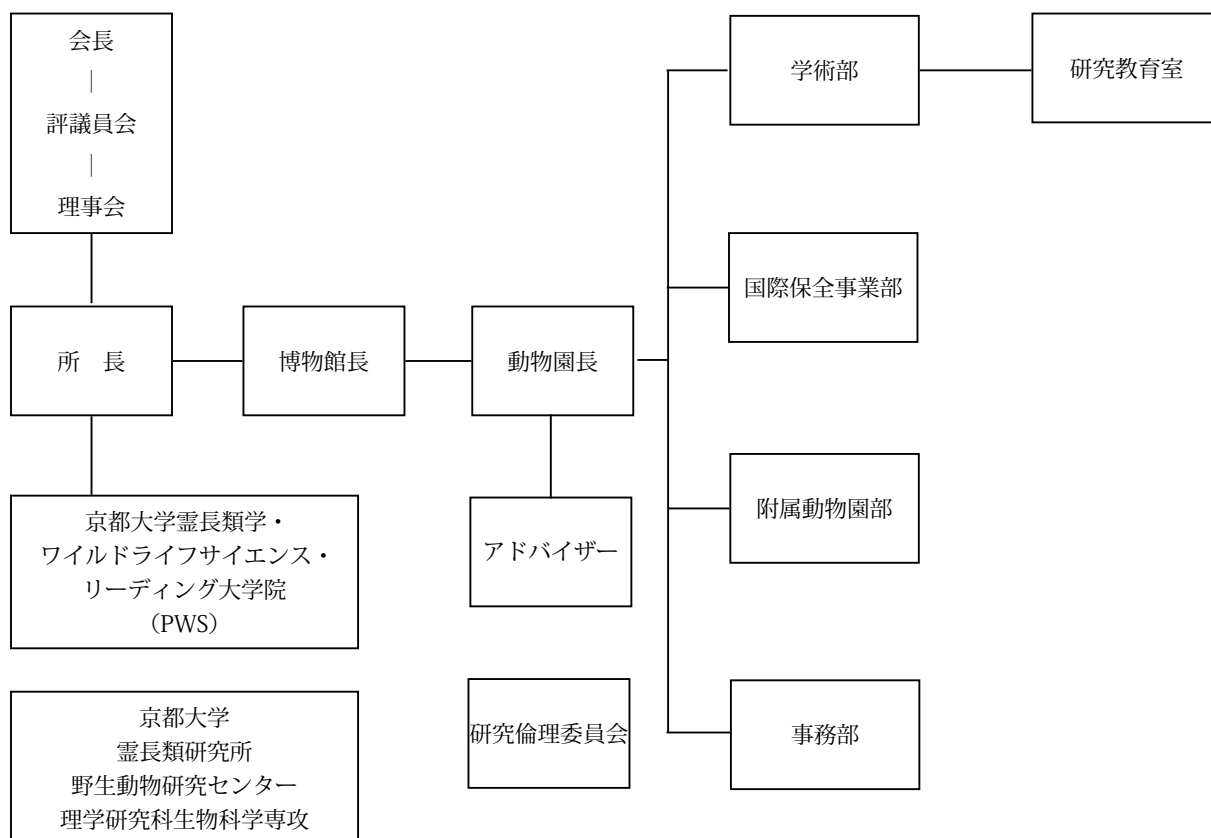 会長
｜
評議員会
｜
理事会
所　長
博物館長
動物園長
学術部
研究教育室
国際保全事業部
附属動物園部
事務部
アドバイザー
研究倫理委員会
京都大学霊長類学・
ワイルドライフサイエンス・
リーディング大学院
（PWS）
京都大学
霊長類研究所
野生動物研究センター
理学研究科生物科学専攻